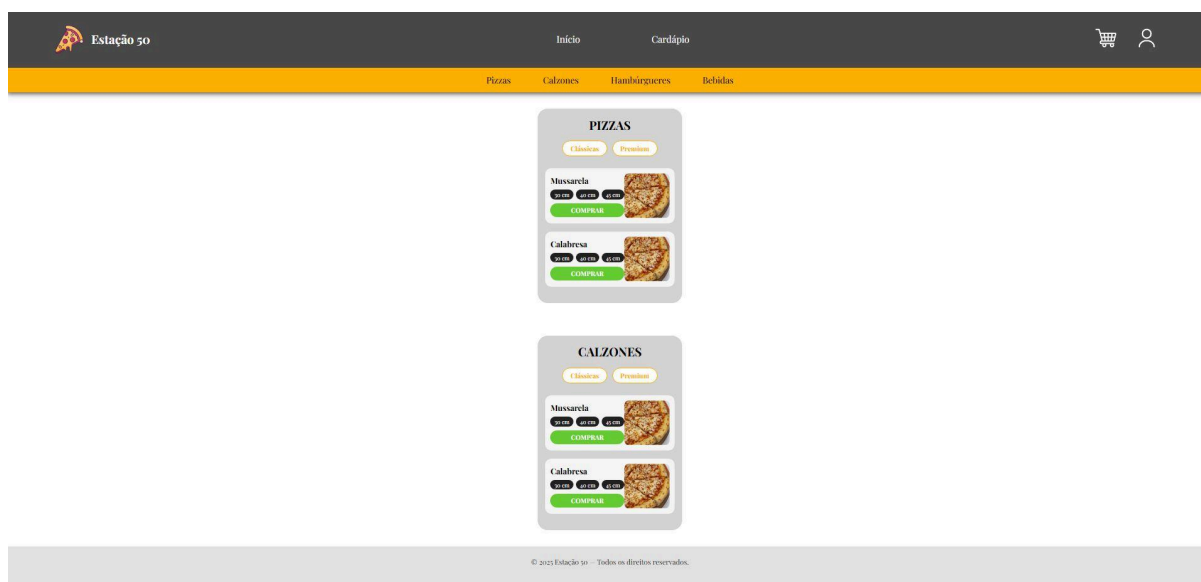 Estação 50
Início Cardápio
Pizzas Calzones Hambúrgueres Bebidas
PIZZAS
Clássicas Premium
Mussarela
30 cm 40 cm 45 cm
COMPRAR
Calabresa
30 cm 40 cm 45 cm
COMPRAR
CALZONES
Clássicas Premium
Mussarela
30 cm 40 cm 45 cm
COMPRAR
Calabresa
30 cm 40 cm 45 cm
COMPRAR
© 2025 Estação 50 — Todos os direitos reservados.